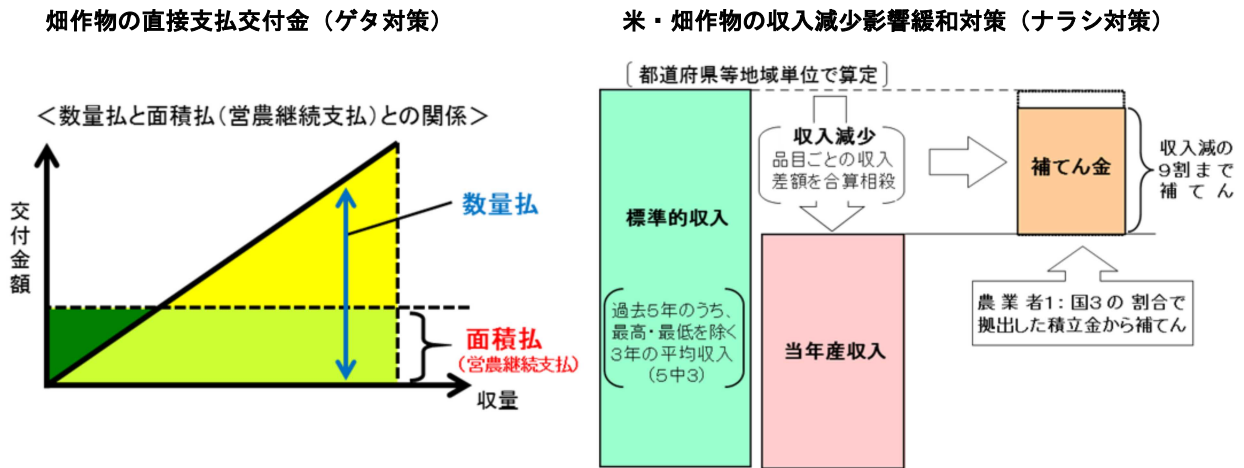 畑作物の直接支払交付金（ゲタ対策）
＜数量払と面積払（営農継続支払）との関係＞
交付金額
数量払
面積払
（営農継続支払）
収量
米・畑作物の収入減少影響緩和対策（ナラシ対策）
都道府県等地域単位で算定
標準的収入
過去5年のうち、
最高・最低を除く
3年の平均収入
（5中3）
収入減少
品目ごとの収入
差額を合算相殺
当年産収入
補てん金
収入減の
9割まで
補てん
農業者1：国3の割合で
拠出した積立金から補てん